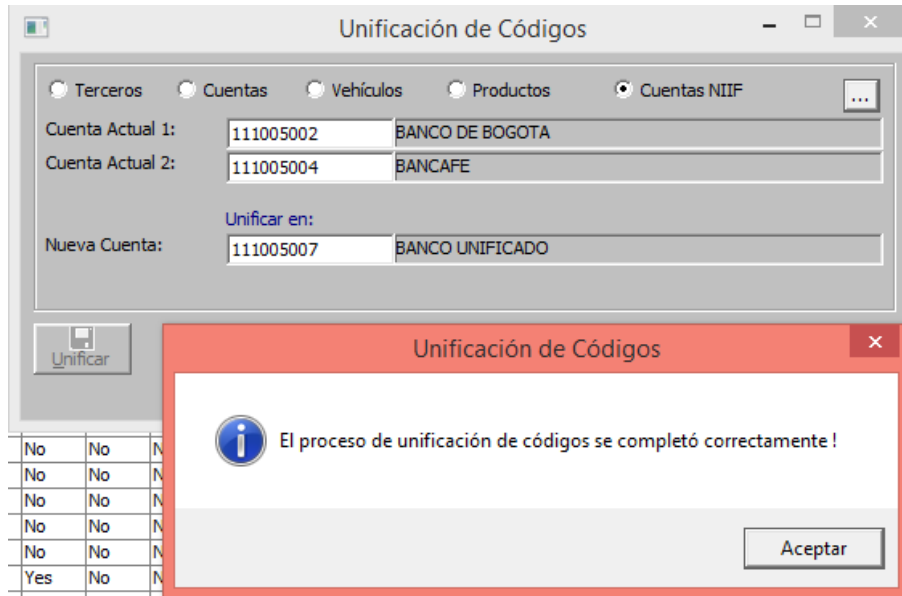 Unificación de Códigos
Terceros Cuentas Vehículos Productos Cuentas NIIF ...
Cuenta Actual 1: 111005002 BANCO DE BOGOTA
Cuenta Actual 2: 111005004 BANCAFE
Unificar en:
Nueva Cuenta: 111005007 BANCO UNIFICADO
Unificar
Unificación de Códigos
El proceso de unificación de códigos se completó correctamente !
Aceptar
No No N
No No N
No No N
No No N
No No N
Yes No N